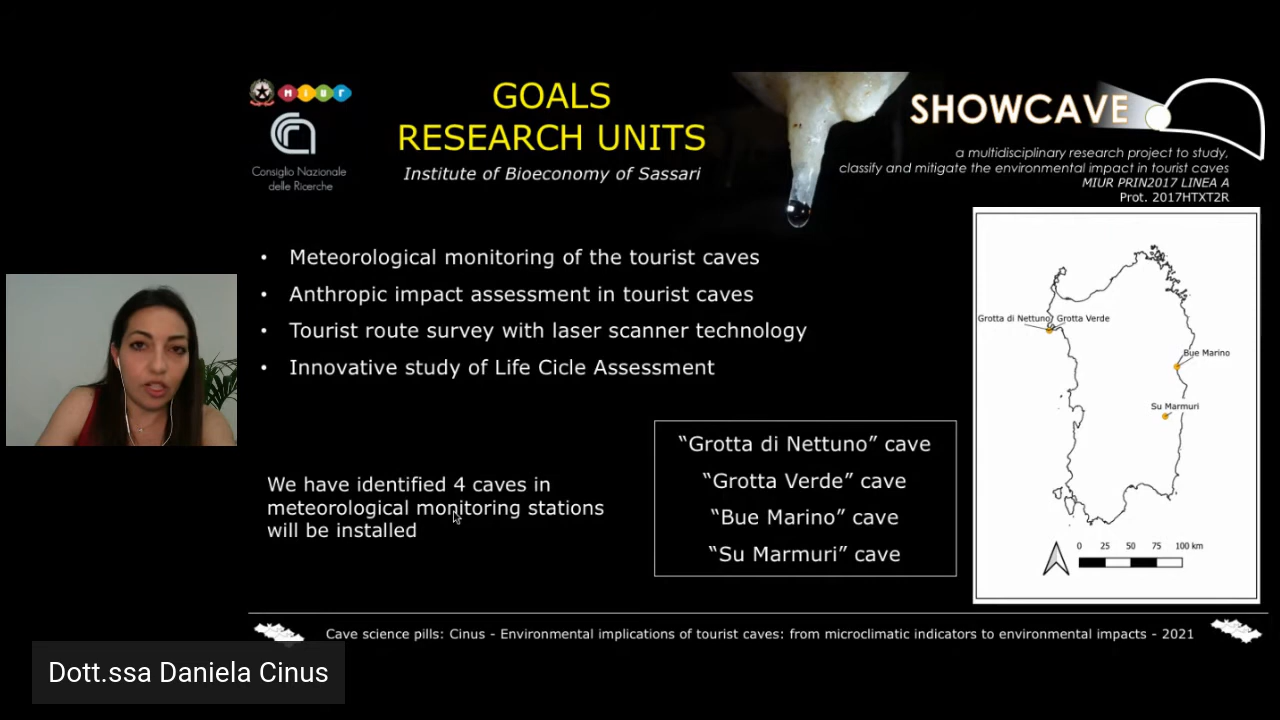 MIUR
Consiglio Nazionale
delle Ricerche
GOALS
RESEARCH UNITS
Institute of Bioeconomy of Sassari
SHOWCAVE
a multidisciplinary research project to study,
classify and mitigate the environmental impact in tourist caves
MIUR PRIN2017 LINEA A
Prot. 2017HTXT2R
• Meteorological monitoring of the tourist caves
• Anthropic impact assessment in tourist caves
• Tourist route survey with laser scanner technology
• Innovative study of Life Cicle Assessment
We have identified 4 caves in
meteorological monitoring stations
will be installed
“Grotta di Nettuno” cave
“Grotta Verde” cave
“Bue Marino” cave
“Su Marmuri” cave
Grotta di Nettuno
Grotta Verde
Bue Marino
Su Marmuri
0 25 50 75 100 km
Cave science pills: Cinus - Environmental implications of tourist caves: from microclimatic indicators to environmental impacts - 2021
Dott.ssa Daniela Cinus